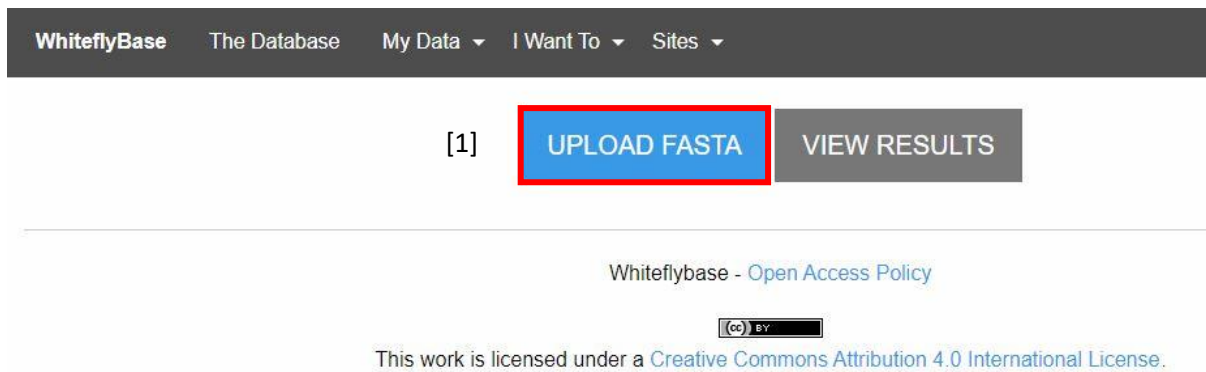 WhiteflyBase The Database My Data I Want To Sites
[1] UPLOAD FASTA VIEW RESULTS
Whiteflybase - Open Access Policy
(cc) BY
This work is licensed under a Creative Commons Attribution 4.0 International License.